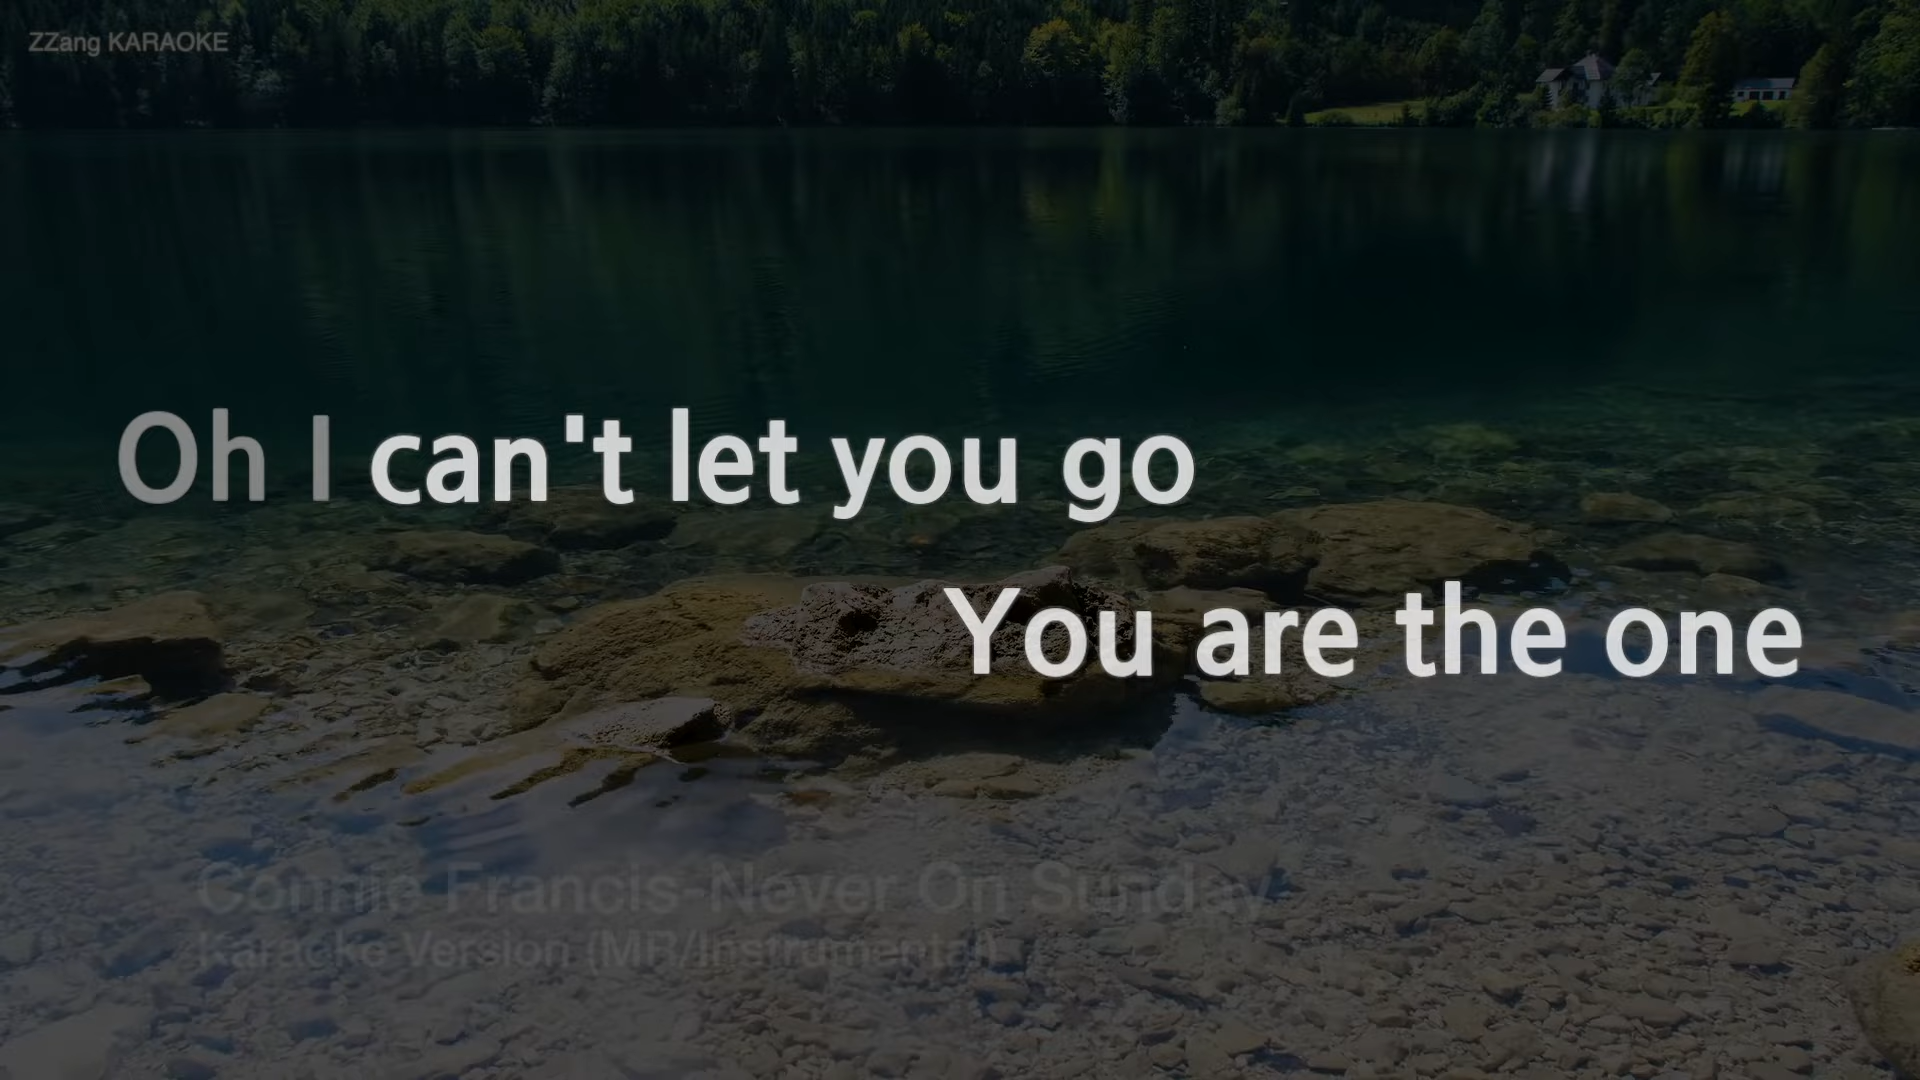 ZZang KARAOKE
Oh I can't let you go
You are the one
Connie Francis-Never On Sunday
Karaoke Version (MR/Instrumental)